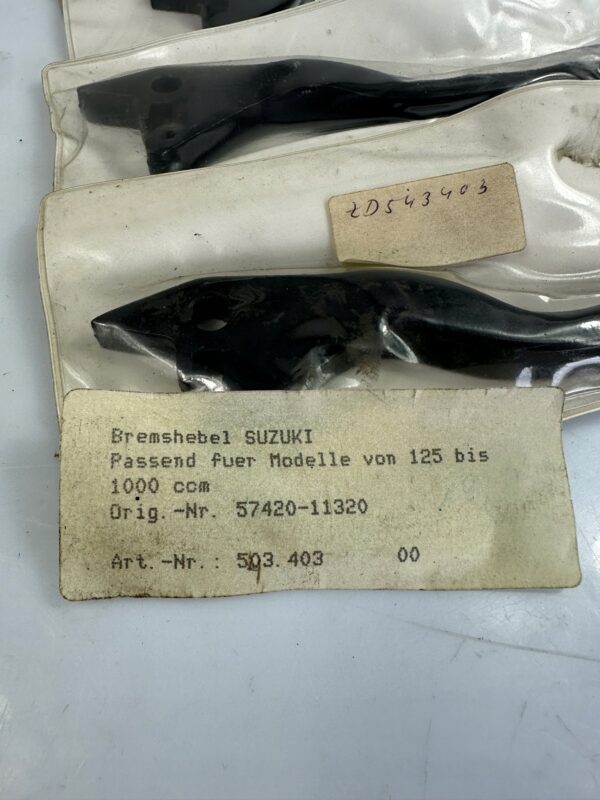 ZD543403
Bremshebel SUZUKI
Passend fuer Modelle von 125 bis
1000 ccm
Orig.-Nr. 57420-11320
Art.-Nr.: 503.403 00